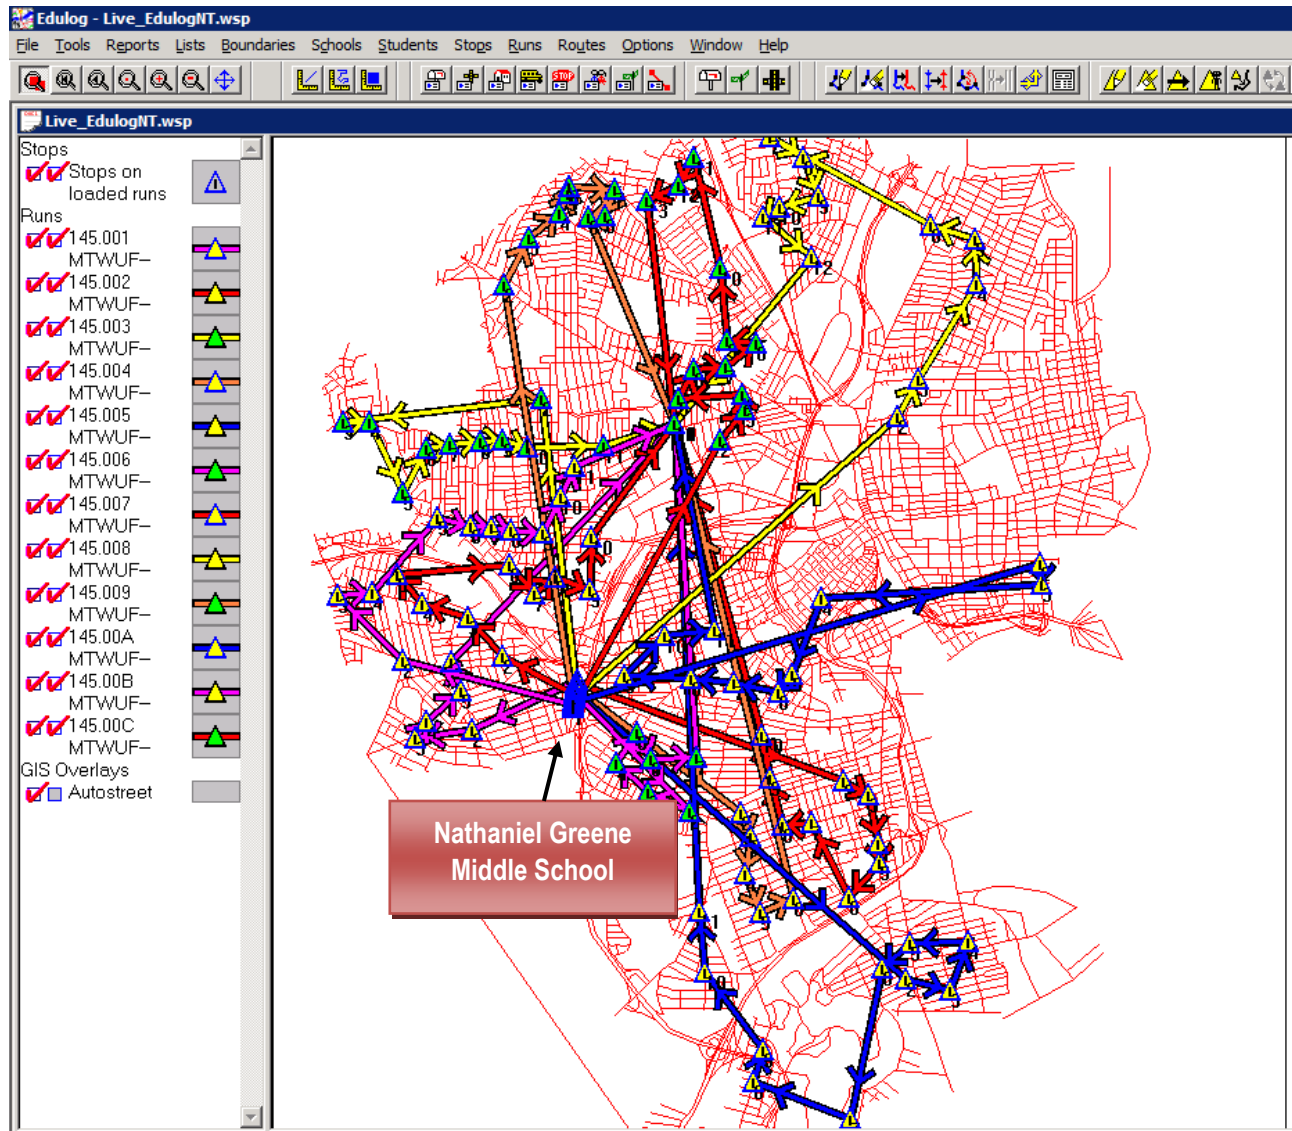 Edulog - Live_EdulogNT.wsp
File Tools Reports Lists Boundaries Schools Students Stops Runs Routes Options Window Help
STOP
Live_EdulogNT.wsp
Stops
Stops on
loaded runs
Runs
145.001
MTWUF–
145.002
MTWUF–
145.003
MTWUF–
145.004
MTWUF–
145.005
MTWUF–
145.006
MTWUF–
145.007
MTWUF–
145.008
MTWUF–
145.009
MTWUF–
145.00A
MTWUF–
145.00B
MTWUF–
145.00C
MTWUF–
GIS Overlays
Autostreet
Nathaniel Greene
Middle School